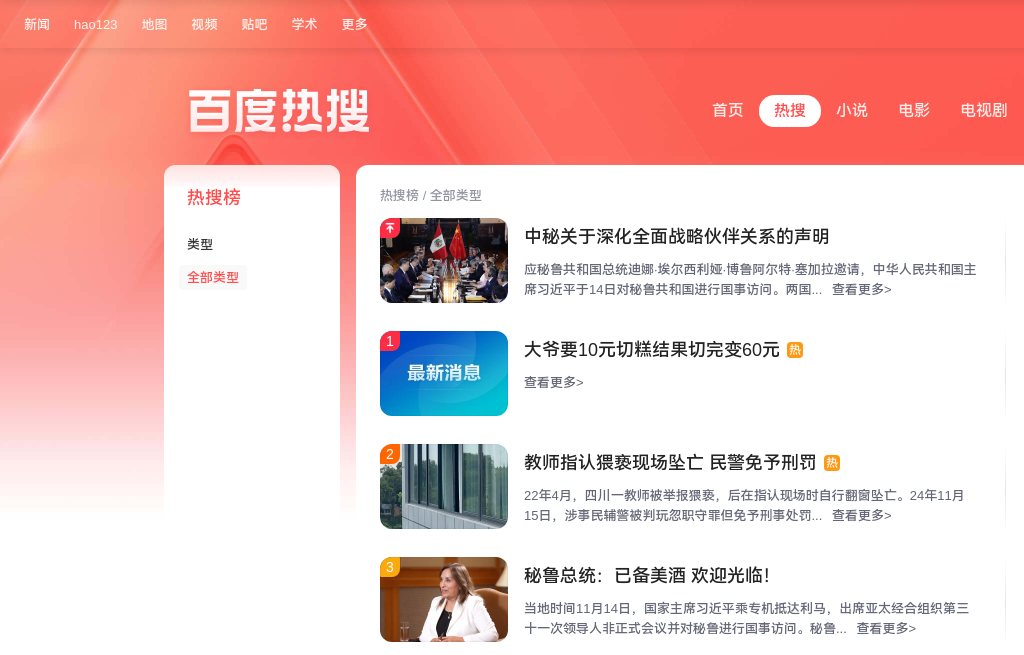 新闻 hao123 地图 视频 贴吧 学术 更多
百度热搜
首页 热搜 小说 电影 电视剧
热搜榜
类型
全部类型
热搜榜 / 全部类型
中秘关于深化全面战略伙伴关系的声明
应秘鲁共和国总统迪娜·埃尔西利娅·博鲁阿尔特·塞加拉邀请，中华人民共和国主
席习近平于14日对秘鲁共和国进行国事访问。两国... 查看更多>
1
最新消息
大爷要10元切糕结果切完变60元 热
查看更多>
2
教师指认猥亵现场坠亡 民警免予刑罚 热
22年4月，四川一教师被举报猥亵，后在指认现场时自行翻窗坠亡。24年11月
15日，涉事民辅警被判玩忽职守罪但免予刑事处罚... 查看更多>
3
秘鲁总统：已备美酒 欢迎光临！
当地时间11月14日，国家主席习近平乘专机抵达利马，出席亚太经合组织第三
十一次领导人非正式会议并对秘鲁进行国事访问。秘鲁... 查看更多>